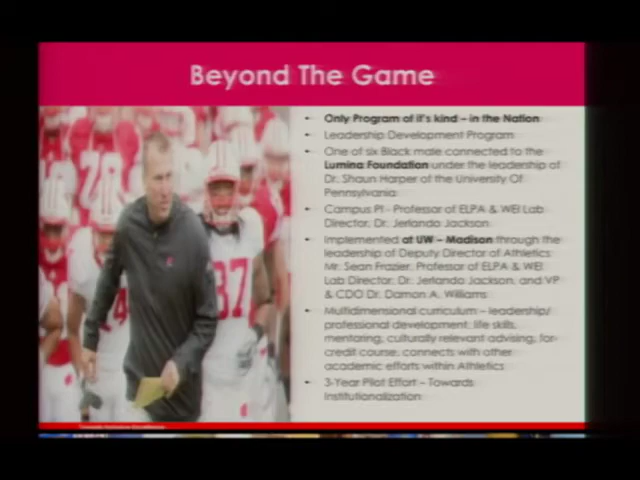 Beyond The Game
Only Program of it's kind – in the Nation
Leadership Development Program
One of six Black male connected to the
Lumina Foundation under the leadership of
Dr. Shaun Harper of the University Of
Pennsylvania
Campus PI - Professor of ELPA & WEI Lab
Director, Dr. Jerlando Jackson
Implemented at UW – Madison through the
leadership of Deputy Director of Athletics
Mr. Sean Frazier, Professor of ELPA & WEI
Lab Director, Dr. Jerlando Jackson, and VP
& CDO Dr. Damon A. Williams
Multidimensional curriculum – leadership/
professional development, life skills,
mentoring, culturally relevant advising, for-
credit course, connects with other
academic efforts within Athletics
3-Year Pilot Effort – Towards
Institutionalization
37